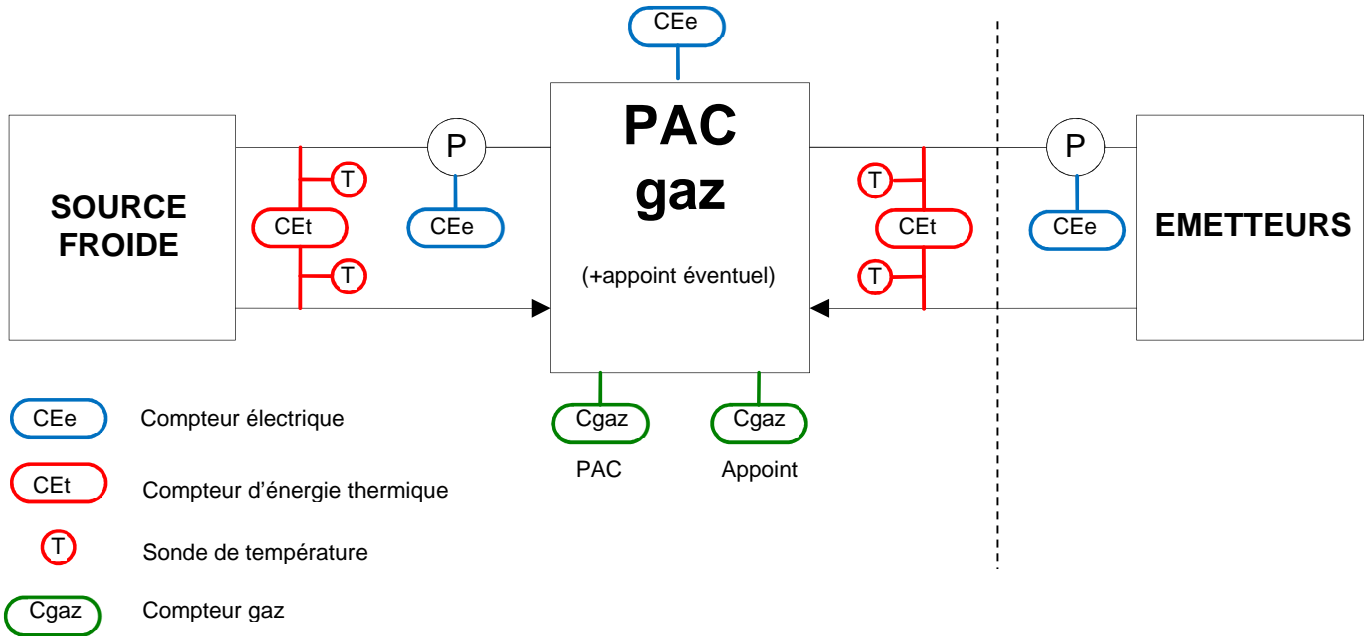 CEe
PAC
gaz
(+appoint éventuel)
SOURCE
FROIDE
T
CEt
T
P
CEe
T
CEt
T
P
CEe
EMETTEURS
Cgaz
PAC
Cgaz
Appoint
CEe Compteur électrique
CEt Compteur d'énergie thermique
T Sonde de température
Cgaz Compteur gaz